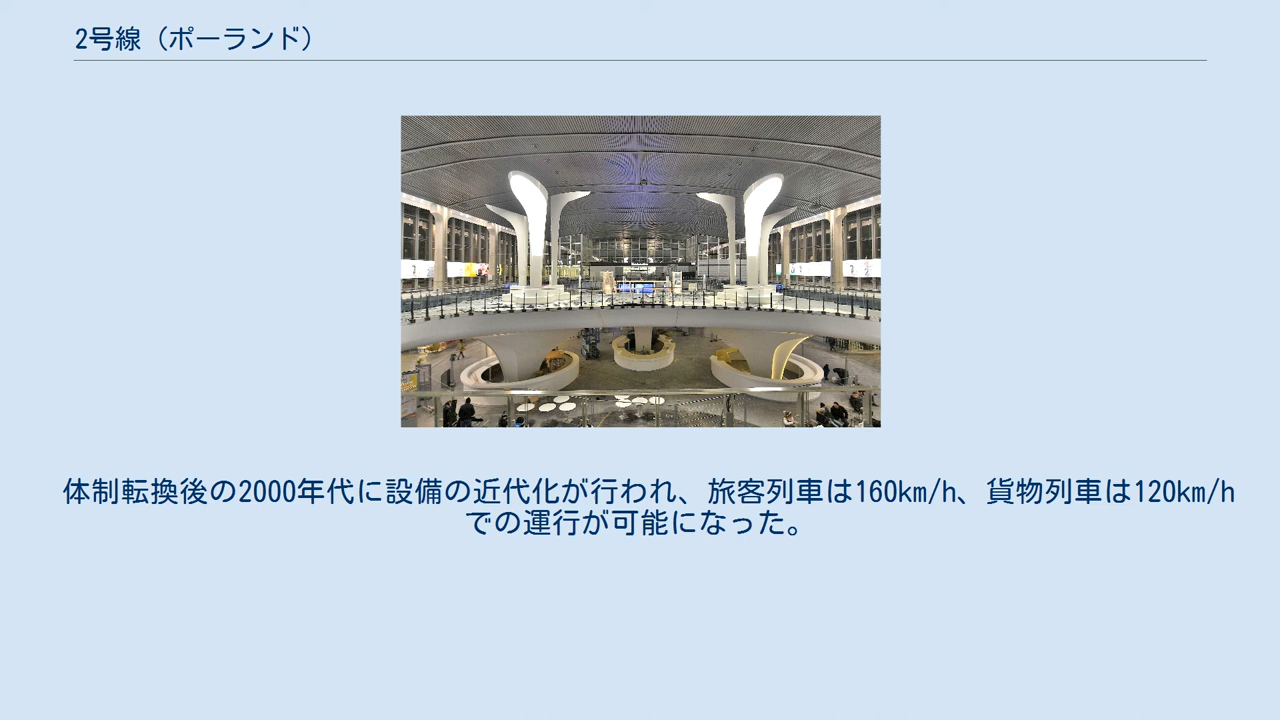 2号線（ポーランド）
体制転換後の2000年代に設備の近代化が行われ、旅客列車は160km/h、貨物列車は120km/h
での運行が可能になった。